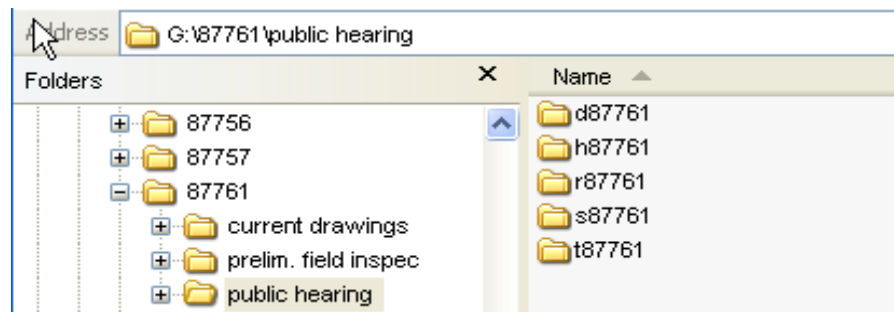 Address G:\87761\public hearing
Folders × Name
87756
87757
87761
current drawings
prelim. field inspec
public hearing
d87761
h87761
r87761
s87761
t87761